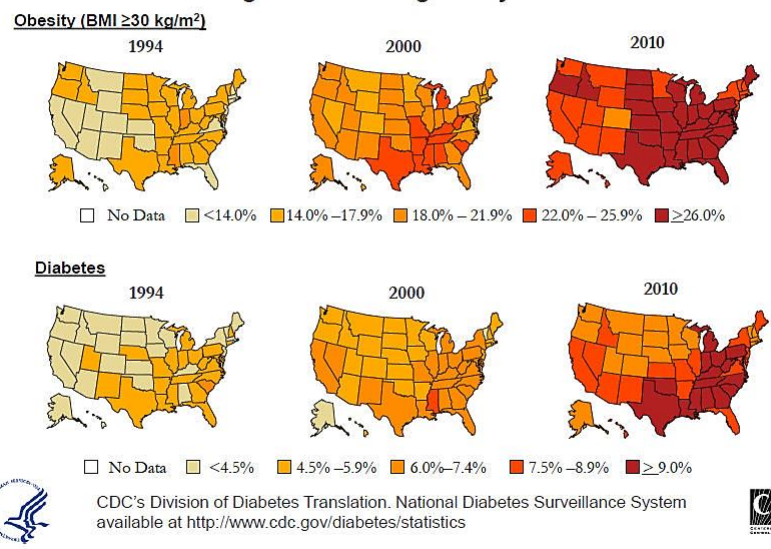 Obesity (BMI ≥30 kg/m²)
1994
2000
2010
No Data <14.0% 14.0% –17.9% 18.0% – 21.9% 22.0% – 25.9% ≥26.0%
Diabetes
1994
2000
2010
No Data <4.5% 4.5% –5.9% 6.0%–7.4% 7.5% –8.9% ≥ 9.0%
CDC's Division of Diabetes Translation. National Diabetes Surveillance System
available at http://www.cdc.gov/diabetes/statistics